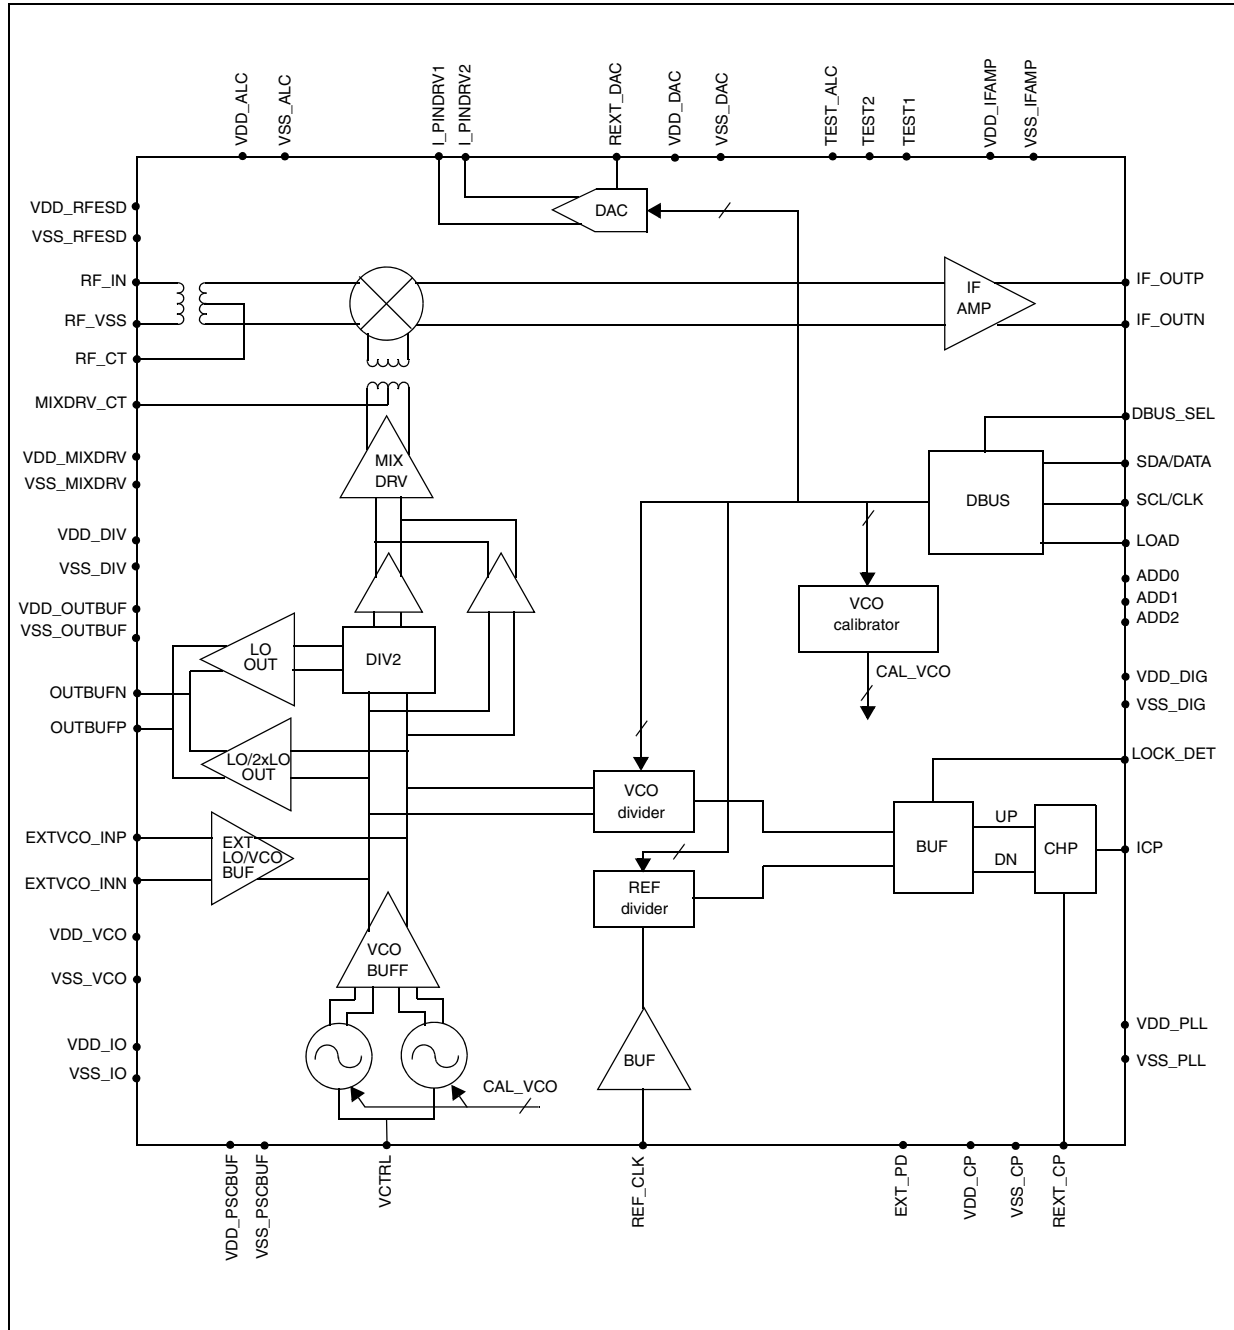 VDD_ALC
VSS_ALC
I_PINDRV1
I_PINDRV2
REXT_DAC
VDD_DAC
VSS_DAC
TEST_ALC
TEST2
TEST1
VDD_IFAMP
VSS_IFAMP
VDD_RFESD
VSS_RFESD
DAC
RF_IN
RF_VSS
RF_CT
IF
AMP
IF_OUTP
IF_OUTN
MIXDRV_CT
VDD_MIXDRV
VSS_MIXDRV
MIX
DRV
DBUS_SEL
SDA/DATA
DBUS
SCL/CLK
LOAD
VDD_DIV
VSS_DIV
ADD0
ADD1
ADD2
VCO
calibrator
CAL_VCO
VDD_OUTBUF
VSS_OUTBUF
LO
OUT
DIV2
OUTBUFN
OUTBUFP
VDD_DIG
VSS_DIG
LO/2xLO
OUT
LOCK_DET
VCO
divider
EXTVCO_INP
EXTVCO_INN
EXT
LO/VCO
BUF
BUF
UP
DN
CHP
ICP
REF
divider
VDD_VCO
VSS_VCO
VCO
BUFF
VDD_IO
VSS_IO
CAL_VCO
BUF
VDD_PLL
VSS_PLL
VDD_PSCBUF
VSS_PSCBUF
VCTRL
REF_CLK
EXT_PD
VDD_CP
VSS_CP
REXT_CP